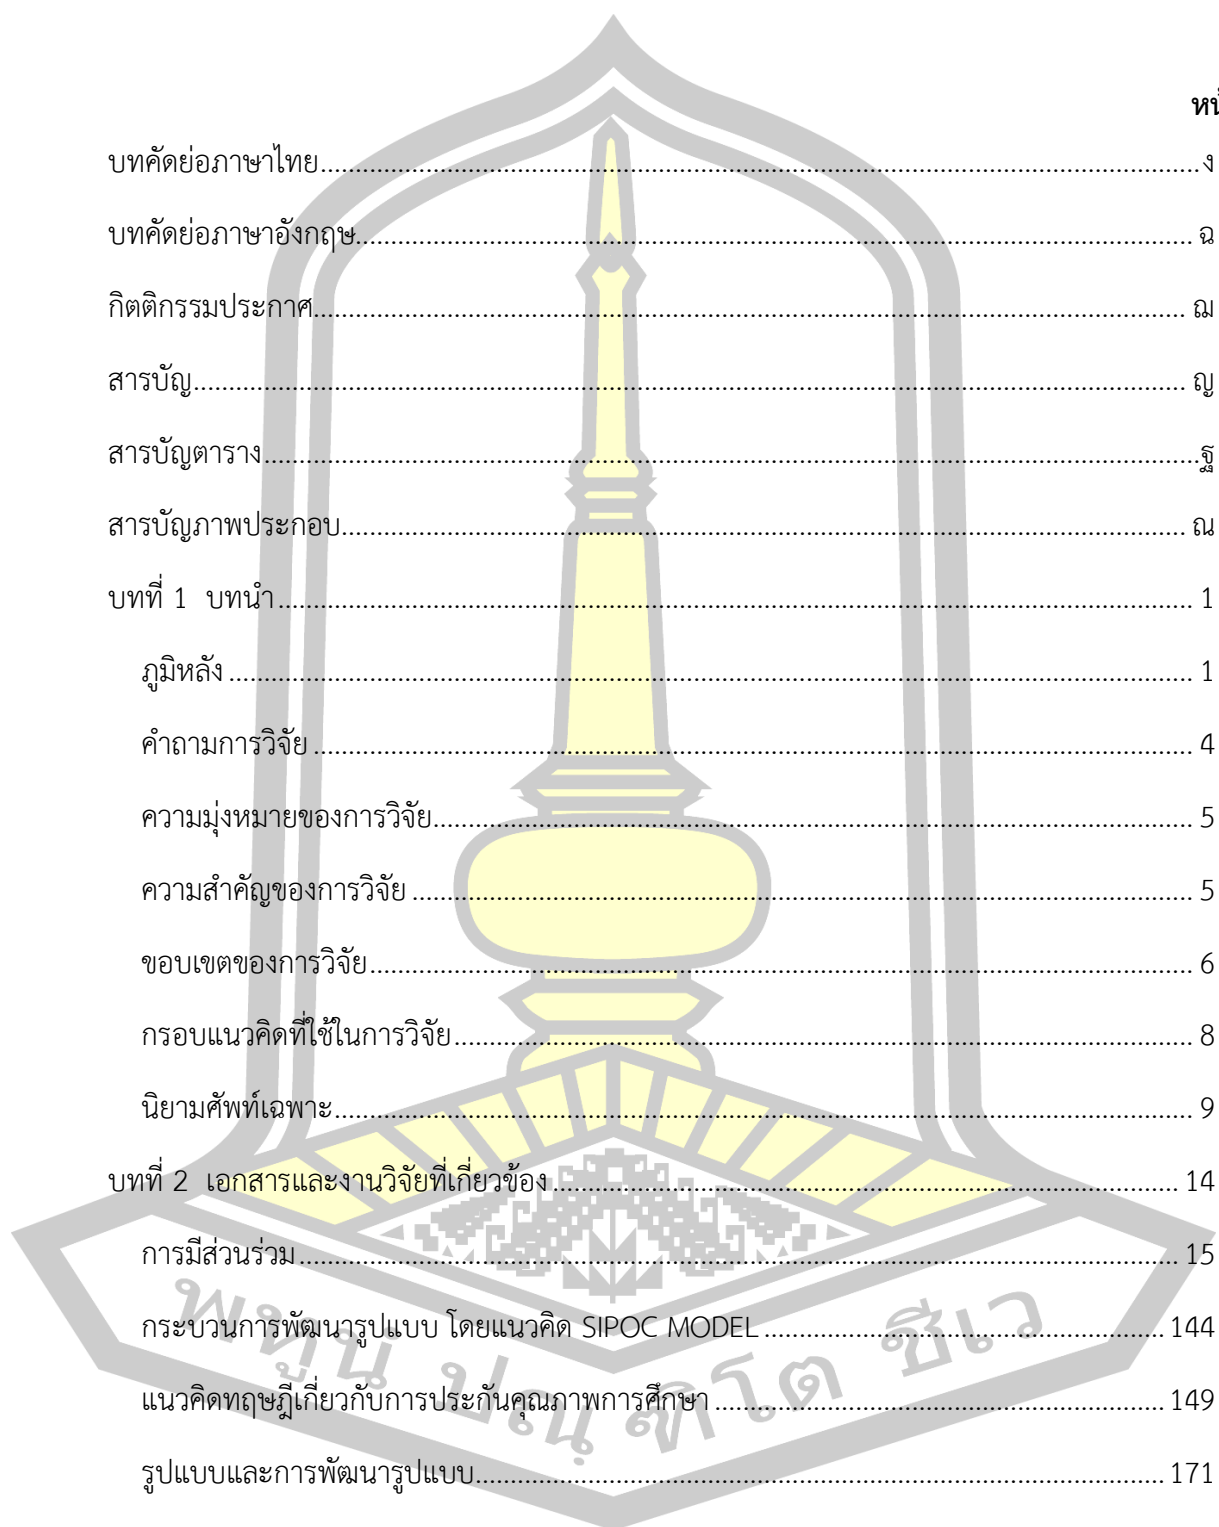 บทคัดย่อภาษาไทย ง
บทคัดย่อภาษาอังกฤษ ฉ
กิตติกรรมประกาศ ฌ
สารบัญ ญ
สารบัญตาราง ฐ
สารบัญภาพประกอบ ณ
บทที่ 1 บทนำ 1
ภูมิหลัง 1
คำถามการวิจัย 4
ความมุ่งหมายของการวิจัย 5
ความสำคัญของการวิจัย 5
ขอบเขตของการวิจัย 6
กรอบแนวคิดที่ใช้ในการวิจัย 8
นิยามศัพท์เฉพาะ 9
บทที่ 2 เอกสารและงานวิจัยที่เกี่ยวข้อง 14
การมีส่วนร่วม 15
กระบวนการพัฒนารูปแบบ โดยแนวคิด SIPOC MODEL 144
แนวคิดทฤษฎีเกี่ยวกับการประกันคุณภาพการศึกษา 149
รูปแบบและการพัฒนารูปแบบ 171
พหูนํ ปณฺฑิโต ชีเว